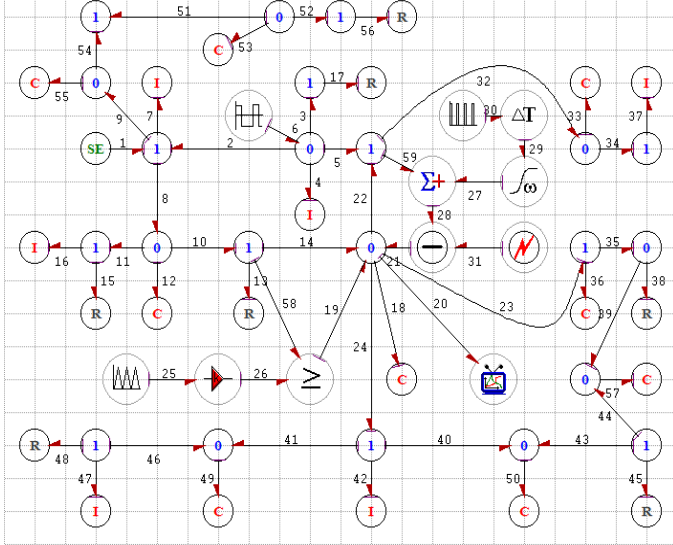 1 51 0 52 1 R
56
C 53
54
C 0 I 1 17 R 32 C I
55 9 7 3 30 ΔT 33 37
6
SE 1 1 2 0 5 1 0 34 1
59 29
4 Σ+ 27 ∫ω
8 22 28
I
I 1 0 10 1 14 0 − 1 35 0
16 11 21 31
15 12 13 36 38
R C R 58 19 18 20 23 C 39 R
24
25 26 ≥ C 0 C
57
44
R 1 0 41 1 40 0 43 1
48 46
47 49 42 50 45
I C I C R